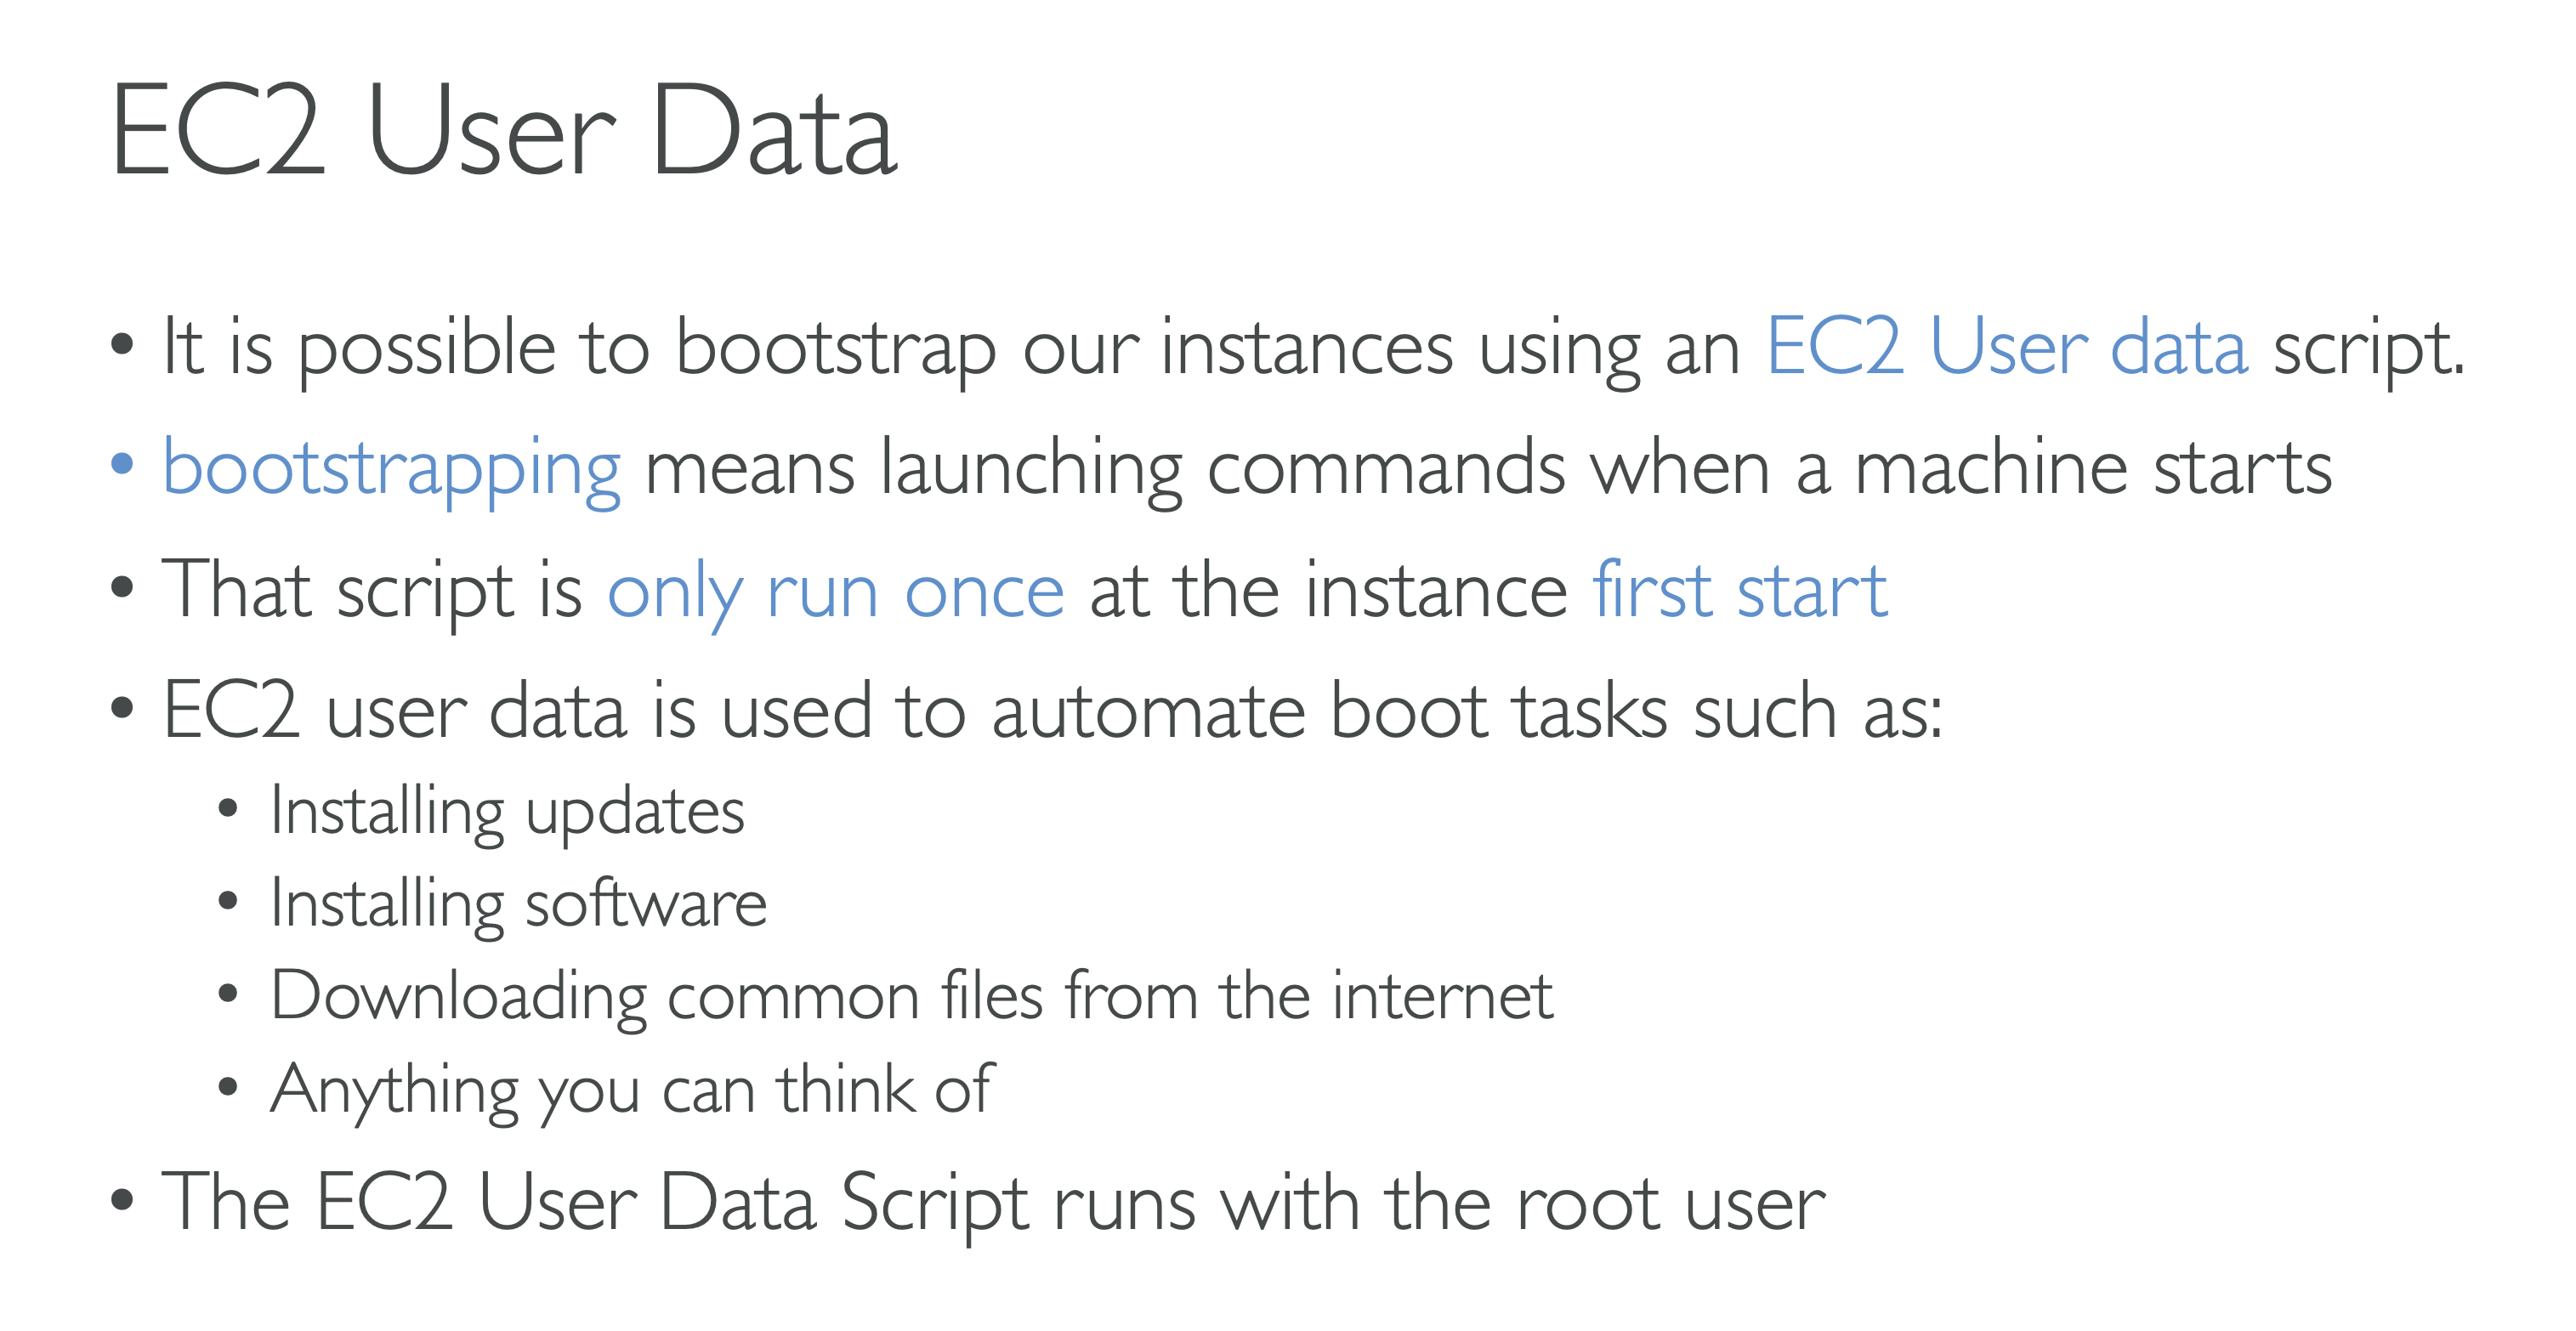 EC2 User Data
• It is possible to bootstrap our instances using an EC2 User data script.
• bootstrapping means launching commands when a machine starts
• That script is only run once at the instance first start
• EC2 user data is used to automate boot tasks such as:
• Installing updates
• Installing software
• Downloading common files from the internet
• Anything you can think of
• The EC2 User Data Script runs with the root user